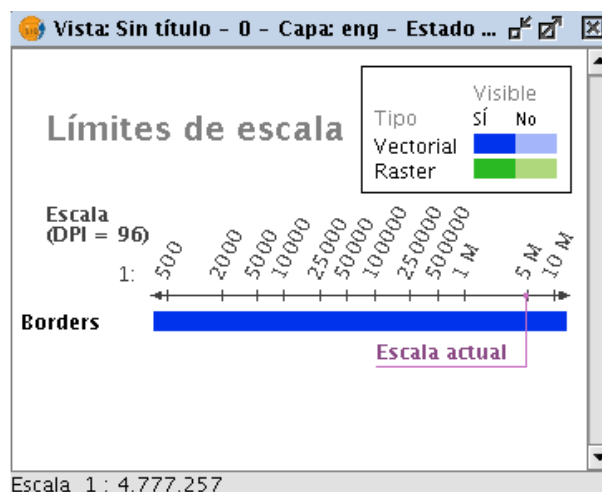 Vista: Sin título - 0 - Capa: eng - Estado ...
Visible
Tipo SÍ No
Vectorial
Raster
Límites de escala
Escala
(DPI = 96)
1: 500 2000 5000 10000 25000 50000 100000 250000 500000 1 M 5 M 10 M
Borders
Escala actual
Escala 1 : 4.777.257